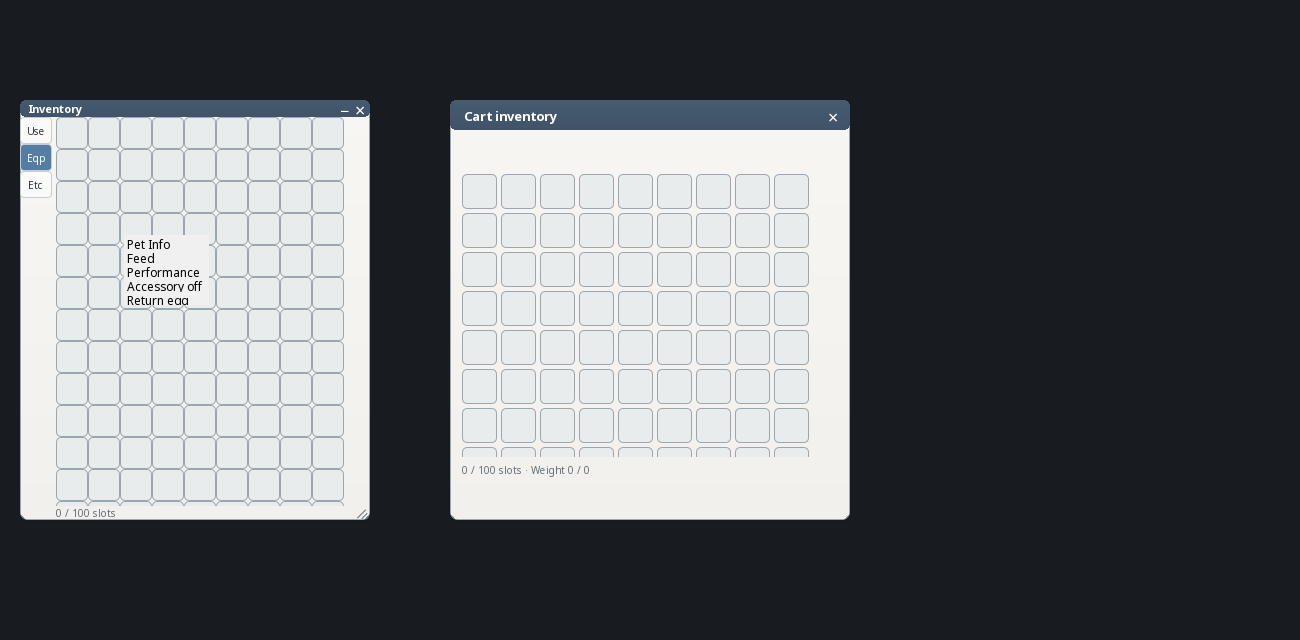 Inventory
Use
Eqp
Etc
Pet Info
Feed
Performance
Accessory off
Return egg
0 / 100 slots
Cart inventory
0 / 100 slots · Weight 0 / 0